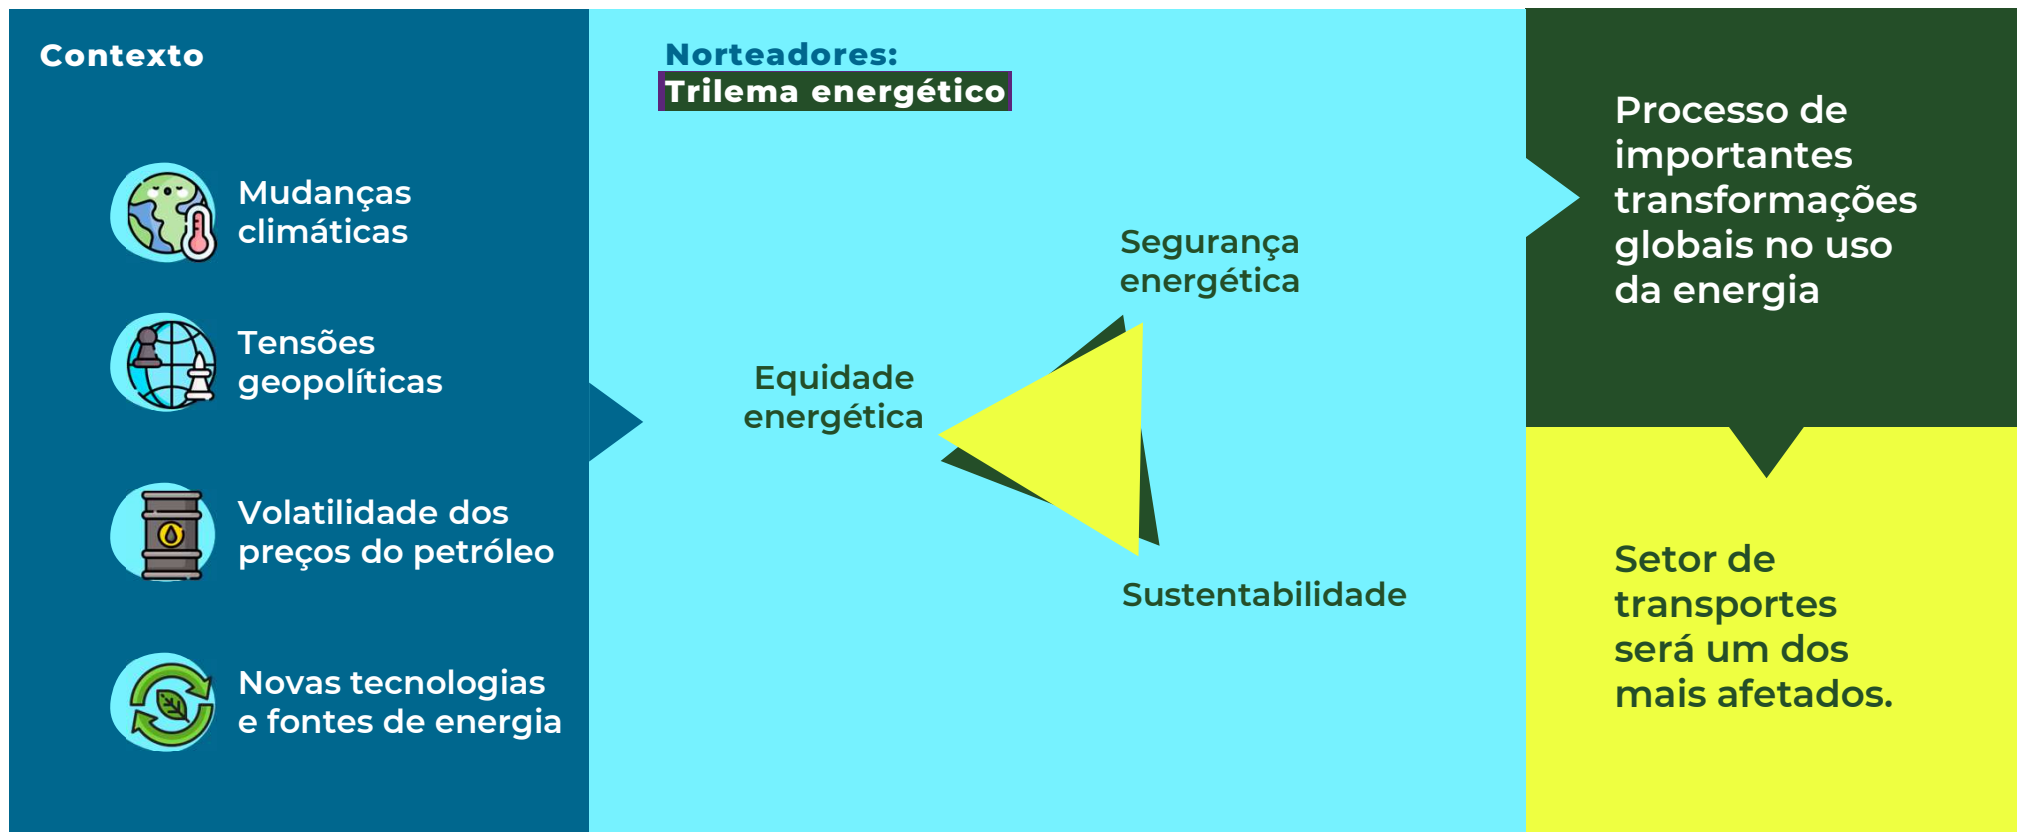 Contexto
Mudanças
climáticas
Tensões
geopolíticas
Volatilidade dos
preços do petróleo
Novas tecnologias
e fontes de energia
Norteadores:
Trilema energético
Segurança
energética
Equidade
energética
Sustentabilidade
Processo de
importantes
transformações
globais no uso
da energia
Setor de
transportes
será um dos
mais afetados.